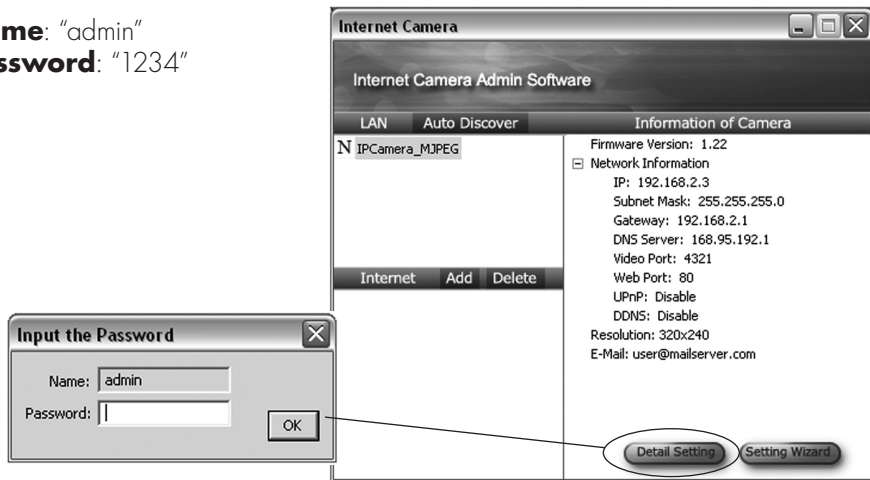 me: “admin”
ssword: “1234”
Internet Camera
Internet Camera Admin Software
LAN Auto Discover
Information of Camera
N IPCamera_MJPEG
Firmware Version: 1.22
Network Information
IP: 192.168.2.3
Subnet Mask: 255.255.255.0
Gateway: 192.168.2.1
DNS Server: 168.95.192.1
Video Port: 4321
Web Port: 80
UPnP: Disable
DDNS: Disable
Resolution: 320x240
E-Mail: user@mailserver.com
Internet Add Delete
Detail Setting Setting Wizard
Input the Password
Name: admin
Password:
OK